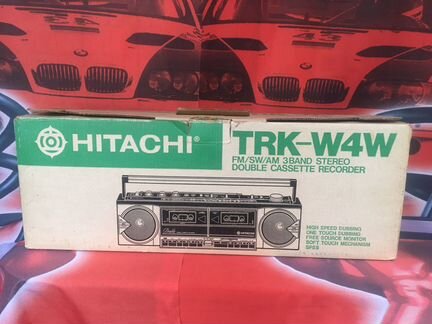 HITACHI®
TRK-W4W
FM/SW/AM 3BAND STEREO
DOUBLE CASSETTE RECORDER
HIGH SPEED DUBBING
ONE TOUCH DUBBING
FREE SOURCE MONITOR
SOFT TOUCH MECHANISM
SPSS
HITACHI